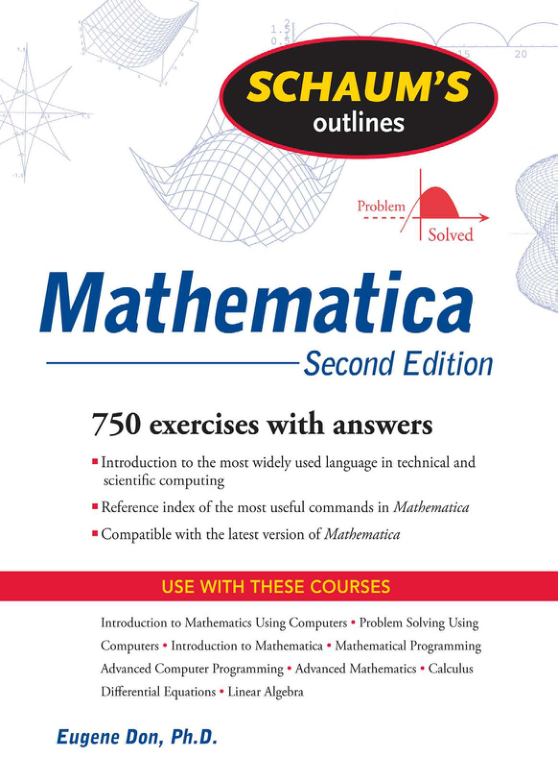 SCHAUM'S
outlines
Problem
Solved
Mathematica
Second Edition
750 exercises with answers
■ Introduction to the most widely used language in technical and
scientific computing
■ Reference index of the most useful commands in Mathematica
■ Compatible with the latest version of Mathematica
USE WITH THESE COURSES
Introduction to Mathematics Using Computers • Problem Solving Using
Computers • Introduction to Mathematica • Mathematical Programming
Advanced Computer Programming • Advanced Mathematics • Calculus
Differential Equations • Linear Algebra
Eugene Don, Ph.D.